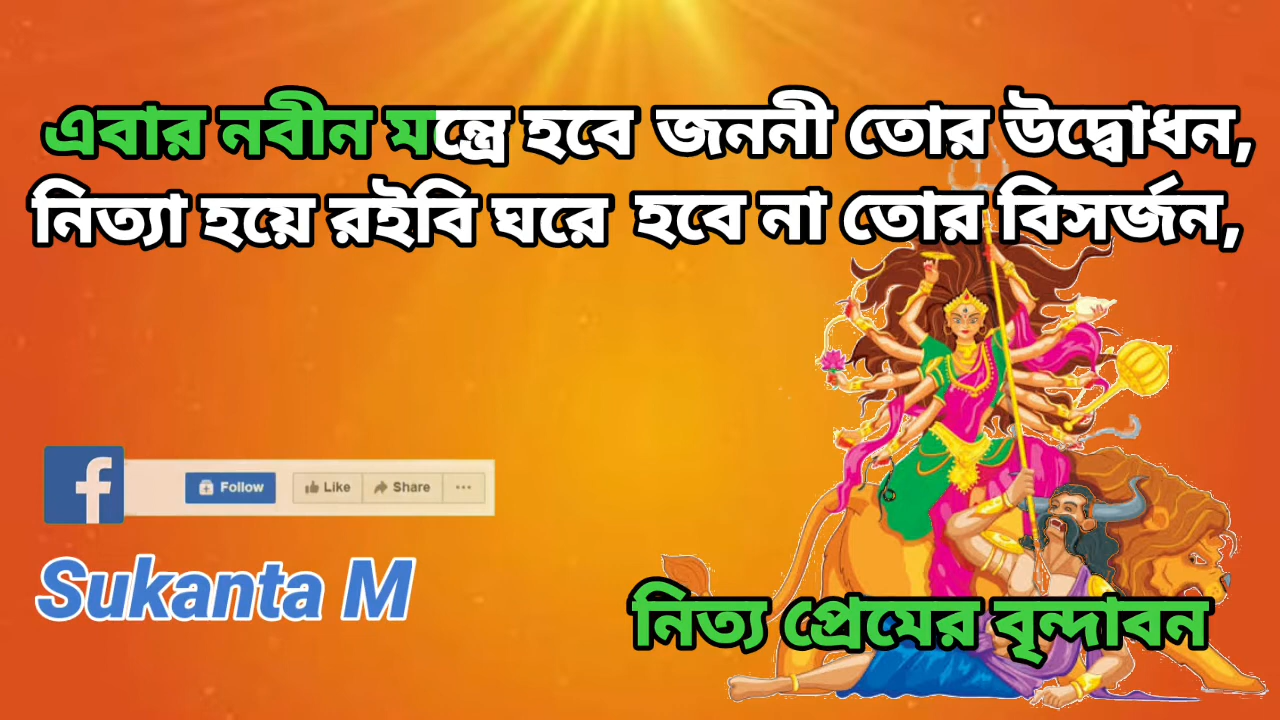 এবার নবীন মন্ত্রে হবে জননী তোর উদ্বোধন,
নিত্যা হয়ে রইবি ঘরে হবে না তোর বিসর্জন,
f Follow Like Share ...
Sukanta M
নিত্য প্রেমের বৃন্দাবন